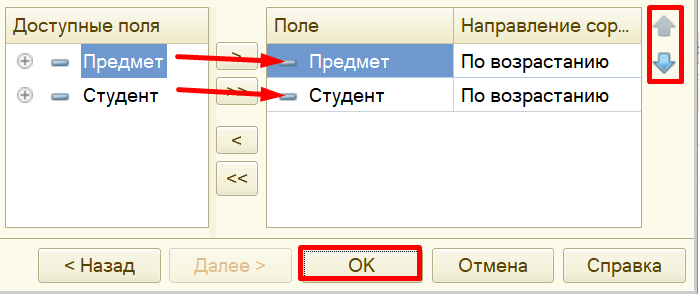 Доступные поля
Поле Направление сор...
Предмет > Предмет По возрастанию
Студент >> Студент По возрастанию
<
<<
< Назад Далее > OK Отмена Справка